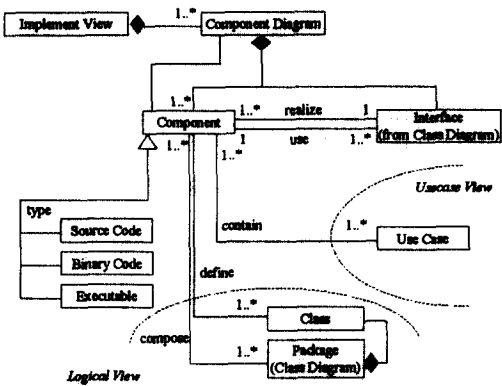 1..*
Implement View
Component Diagram
1..*
1..*
realize
1
Component
Interface
(from Class Diagram)
1..*
1
use
1..*
1..*
Usecase View
type
contain
1..*
Source Code
Use Case
Binary Code
define
Executable
1..*
Class
compose
1..*
Package
(Class Diagram)
Logical View